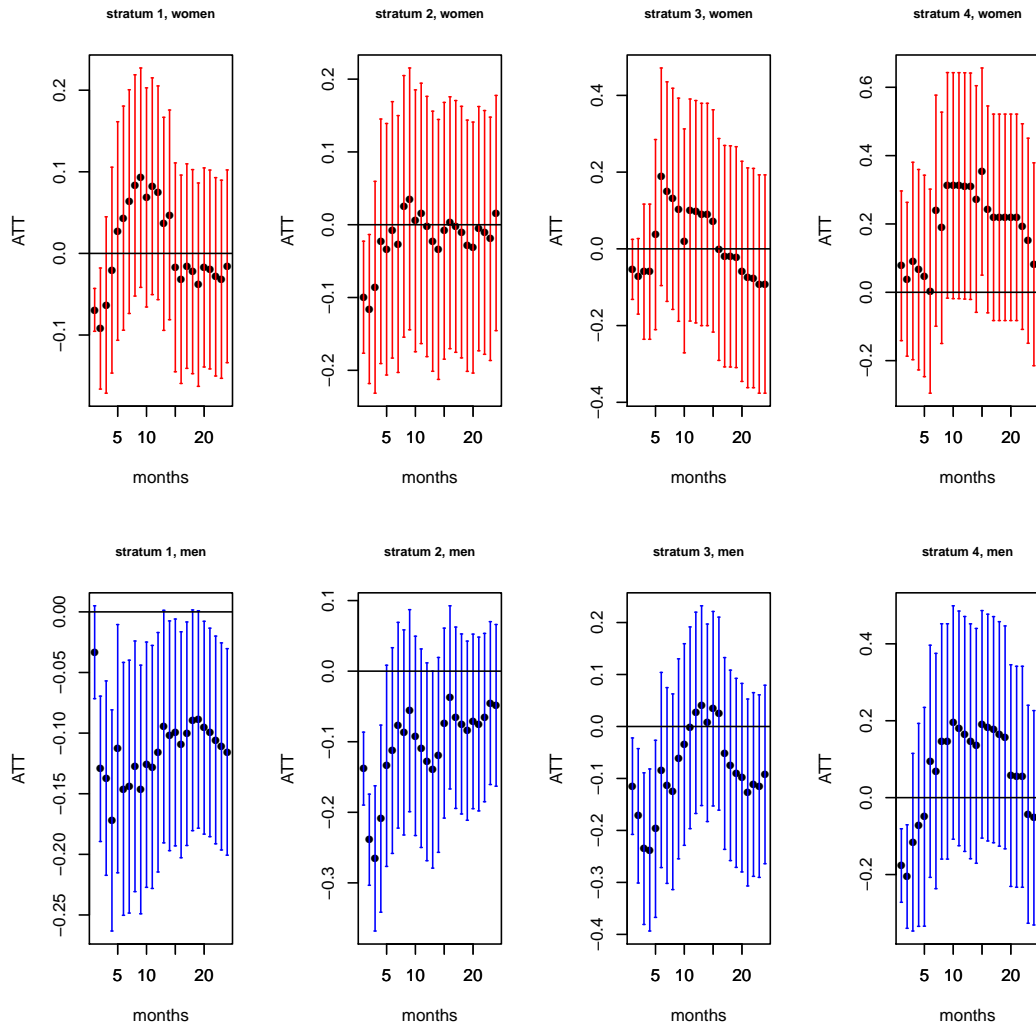 stratum 1, women
stratum 2, women
stratum 3, women
stratum 4, women
ATT
0.2
0.1
0.0
−0.1
5
10
20
months
ATT
0.2
0.1
0.0
−0.1
−0.2
5
10
20
months
ATT
0.4
0.2
0.0
−0.2
−0.4
5
10
20
months
ATT
0.6
0.4
0.2
0.0
−0.2
5
10
20
months
stratum 1, men
stratum 2, men
stratum 3, men
stratum 4, men
ATT
0.00
−0.05
−0.10
−0.15
−0.20
−0.25
5
10
20
months
ATT
0.1
0.0
−0.1
−0.2
−0.3
5
10
20
months
ATT
0.2
0.1
0.0
−0.1
−0.2
−0.3
−0.4
5
10
20
months
ATT
0.4
0.2
0.0
−0.2
5
10
20
months